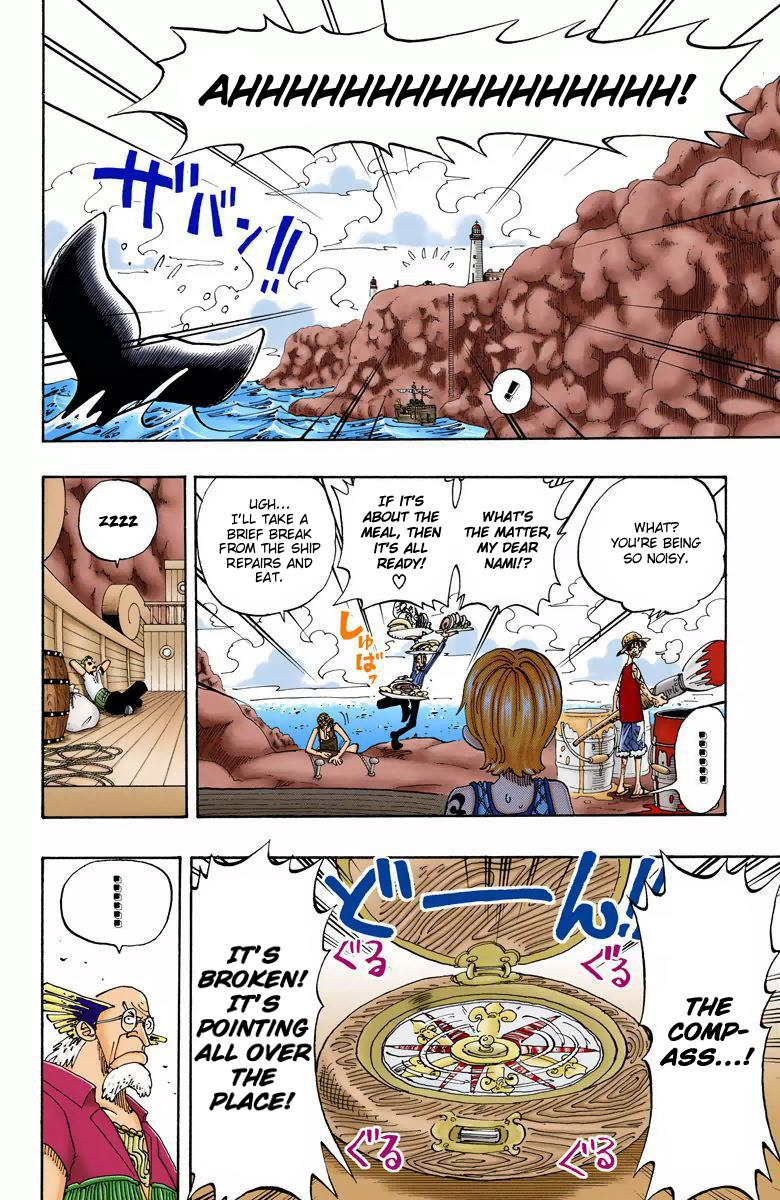 AHHHHHHHHHHHHHHHHH!
ザバン!!
!
WHAT?
YOU'RE BEING
SO NOISY.
WHAT'S
THE MATTER,
MY DEAR
NAMI!?
IF IT'S
ABOUT THE
MEAL, THEN
IT'S ALL
READY!
♡
UGH...
I'LL TAKE A
BRIEF BREAK
FROM THE SHIP
REPAIRS AND
EAT.
しゅばっ
......
ZZZZ
THE
COMP-
ASS...!
どーん!!
ぐる
ぐる
ぐる
ぐる
IT'S
BROKEN!
IT'S
POINTING
ALL OVER
THE
PLACE!
......